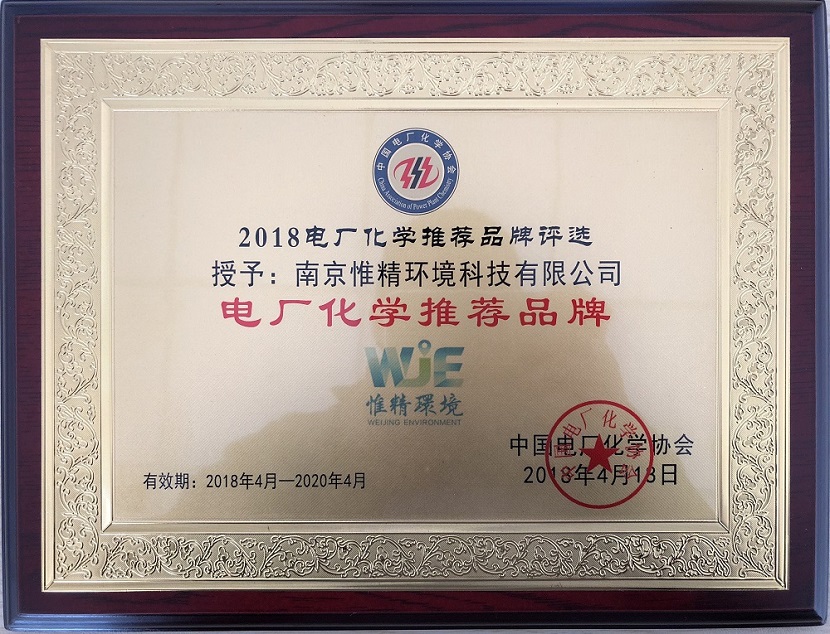 中国电厂化学协会
China Association of Power Plant Chemistry
2018电厂化学推荐品牌评选
授予：南京惟精环境科技有限公司
电厂化学推荐品牌
WJE
惟精環境
WEIJING ENVIRONMENT
中国电厂化学协会
有效期：2018年4月—2020年4月
2018年4月18日